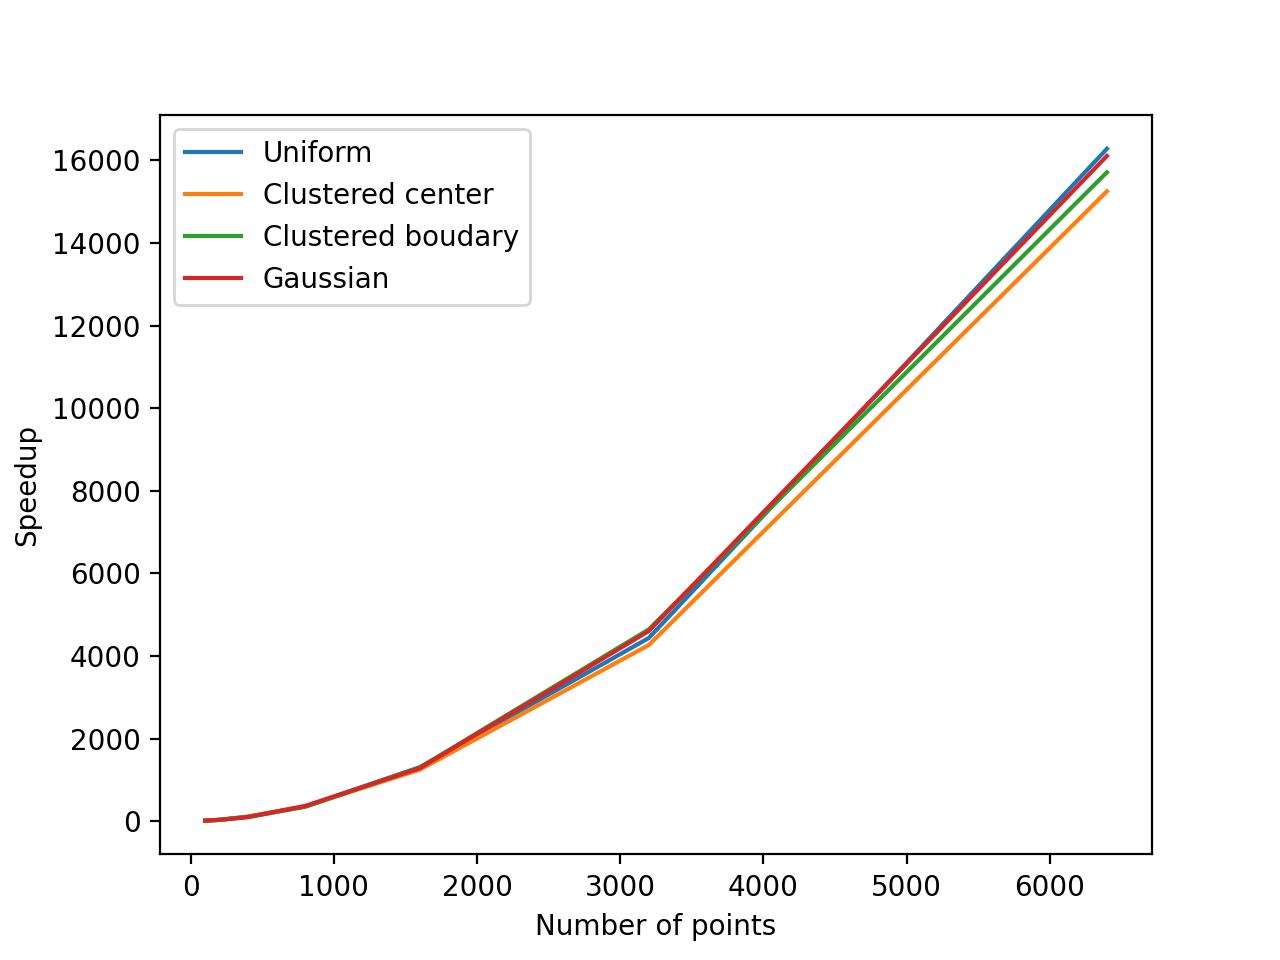 Uniform
Clustered center
Clustered boudary
Gaussian
16000
14000
12000
10000
8000
6000
4000
2000
0
Speedup
0 1000 2000 3000 4000 5000 6000
Number of points